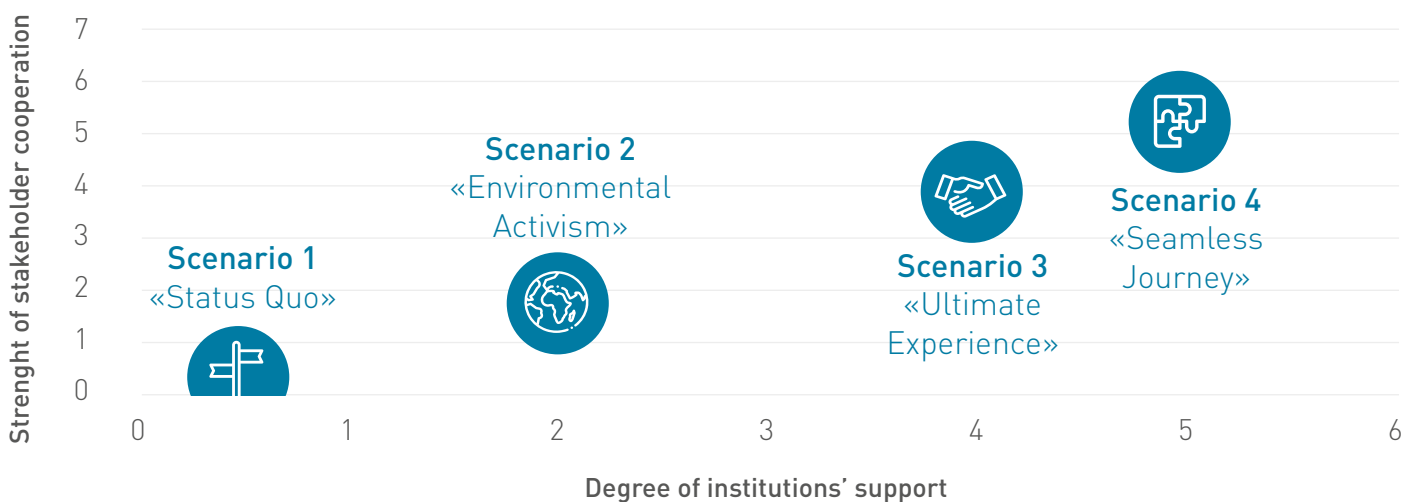 Strenght of stakeholder cooperation
7
6
5
4
3
2
1
0
Scenario 1
«Status Quo»
Scenario 2
«Environmental
Activism»
Scenario 3
«Ultimate
Experience»
Scenario 4
«Seamless
Journey»
0 1 2 3 4 5 6
Degree of institutions’ support